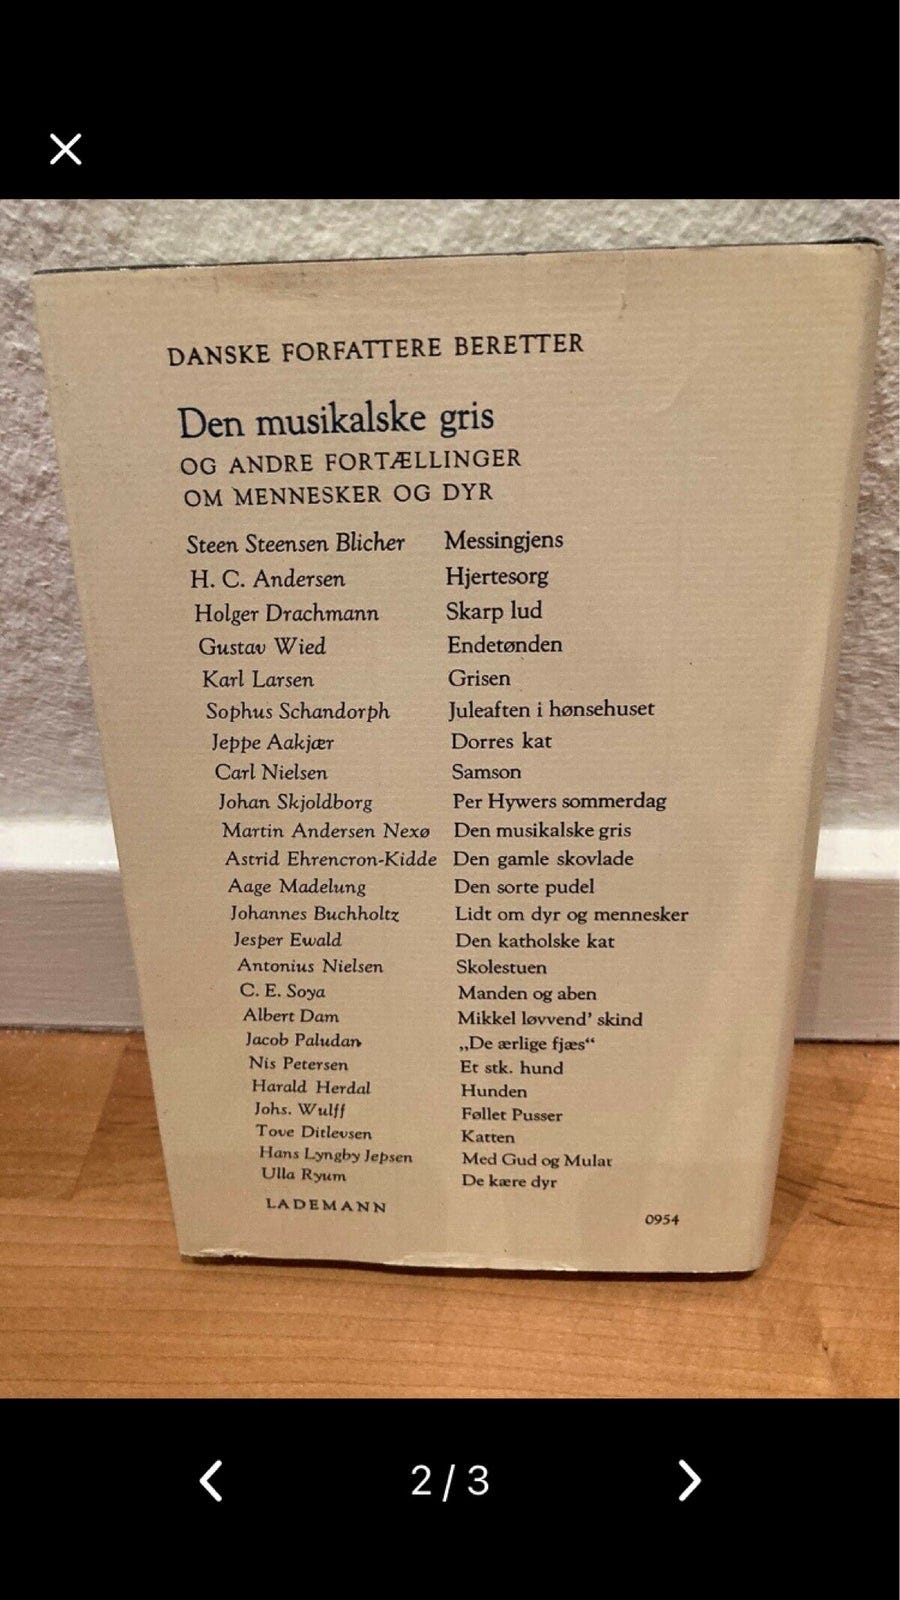 DANSKE FORFATTERE BERETTER
Den musikalske gris
OG ANDRE FORTÆLLINGER
OM MENNESKER OG DYR
Steen Steensen Blicher Messingjens
H. C. Andersen Hjertesorg
Holger Drachmann Skarp lud
Gustav Wied Endetønden
Karl Larsen Grisen
Sophus Schandorph Juleaften i hønsehuset
Jeppe Aakjær Dorres kat
Carl Nielsen Samson
Johan Skjoldborg Per Hywers sommerdag
Martin Andersen Nexø Den musikalske gris
Astrid Ehrencron-Kidde Den gamle skovlade
Aage Madelung Den sorte pudel
Johannes Buchholtz Lidt om dyr og mennesker
Jesper Ewald Den katholske kat
Antonius Nielsen Skolestuen
C. E. Soya Manden og aben
Albert Dam Mikkel løvvend' skind
Jacob Paludan „De ærlige fjæs“
Nis Petersen Et stk. hund
Harald Herdal Hunden
Johs. Wulff Føllet Pusser
Tove Ditlevsen Katten
Hans Lyngby Jepsen Med Gud og Mulat
Ulla Ryum De kære dyr
LADEMANN
0954
2 / 3